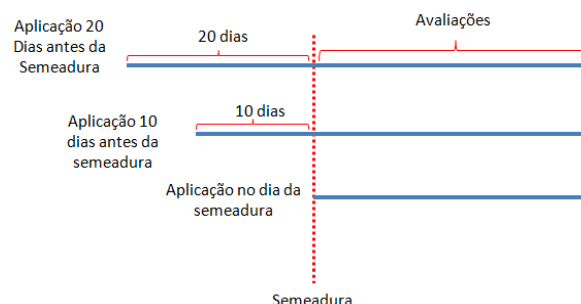 Aplicação 20
Dias antes da
Semeadura
20 dias
Avaliações
Aplicação 10
dias antes da
semeadura
10 dias
Aplicação no dia da
semeadura
Semeadura